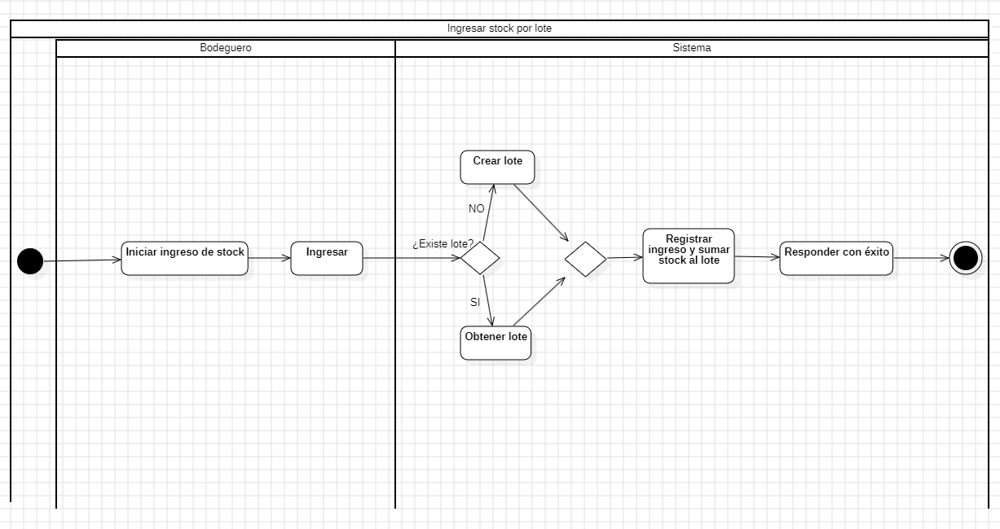 Ingresar stock por lote
Bodeguero
Sistema
Iniciar ingreso de stock
Ingresar
¿Existe lote?
NO
Crear lote
SI
Obtener lote
Registrar
ingreso y sumar
stock al lote
Responder con éxito